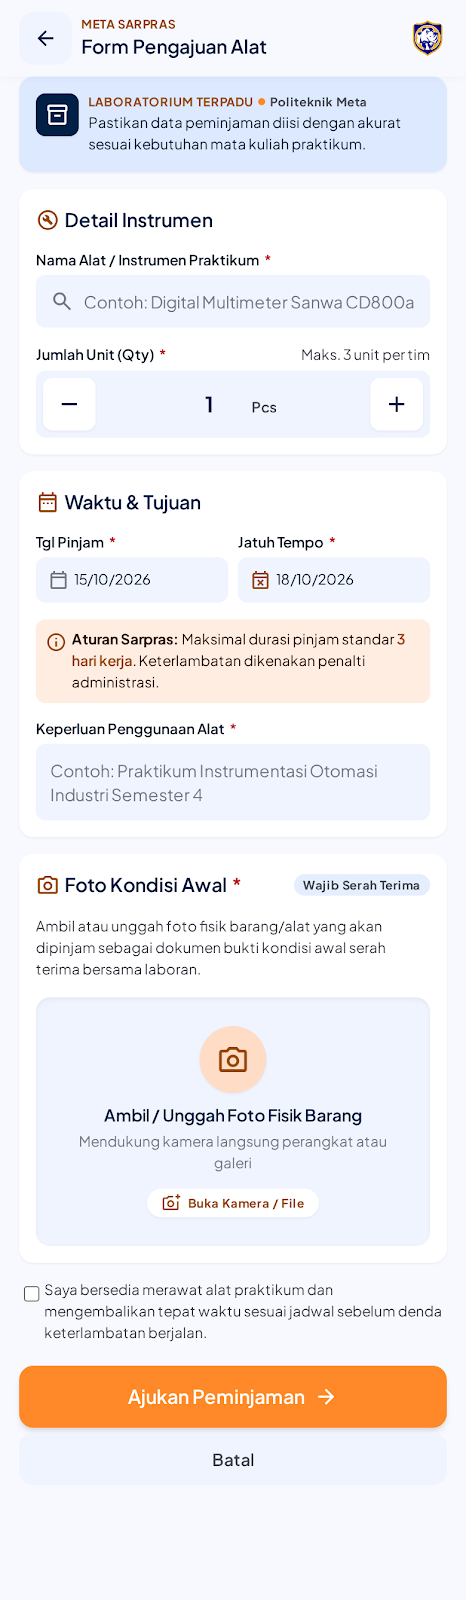 META SARPRAS
Form Pengajuan Alat
LABORATORIUM TERPADU ● Politeknik Meta
Pastikan data peminjaman diisi dengan akurat
sesuai kebutuhan mata kuliah praktikum.
Detail Instrumen
Nama Alat / Instrumen Praktikum *
Contoh: Digital Multimeter Sanwa CD800a
Jumlah Unit (Qty) * Maks. 3 unit per tim
− 1 Pcs +
Waktu & Tujuan
Tgl Pinjam * Jatuh Tempo *
15/10/2026 18/10/2026
Aturan Sarpras: Maksimal durasi pinjam standar 3
hari kerja. Keterlambatan dikenakan penalti
administrasi.
Keperluan Penggunaan Alat *
Contoh: Praktikum Instrumentasi Otomasi
Industri Semester 4
Foto Kondisi Awal * Wajib Serah Terima
Ambil atau unggah foto fisik barang/alat yang akan
dipinjam sebagai dokumen bukti kondisi awal serah
terima bersama laboran.
Ambil / Unggah Foto Fisik Barang
Mendukung kamera langsung perangkat atau
galeri
Buka Kamera / File
Saya bersedia merawat alat praktikum dan
mengembalikan tepat waktu sesuai jadwal sebelum denda
keterlambatan berjalan.
Ajukan Peminjaman →
Batal